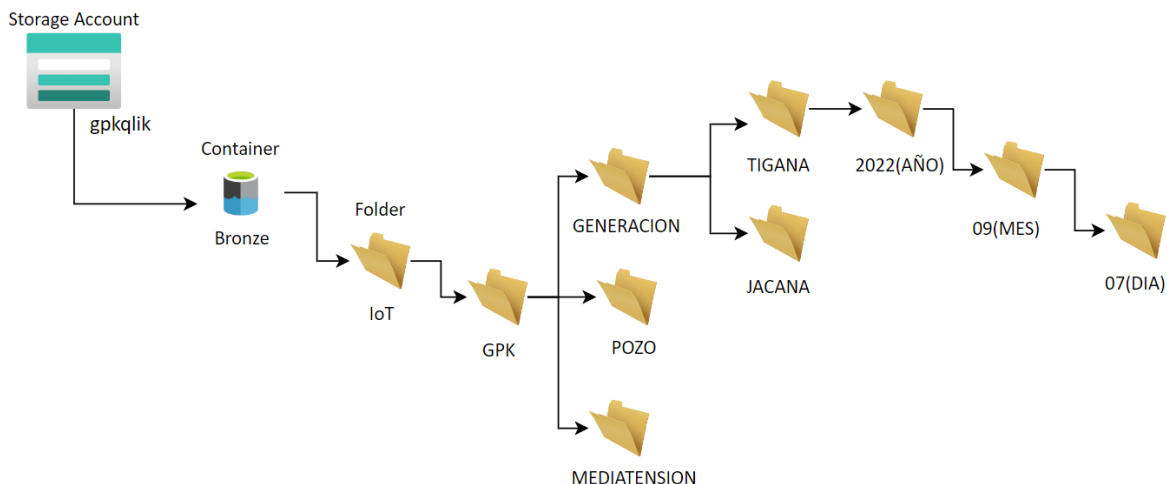 Storage Account
gpkqlik
Container
Bronze
Folder
IoT
GPK
GENERACION
POZO
MEDIATENSION
TIGANA
JACANA
2022(AÑO)
09(MES)
07(DIA)